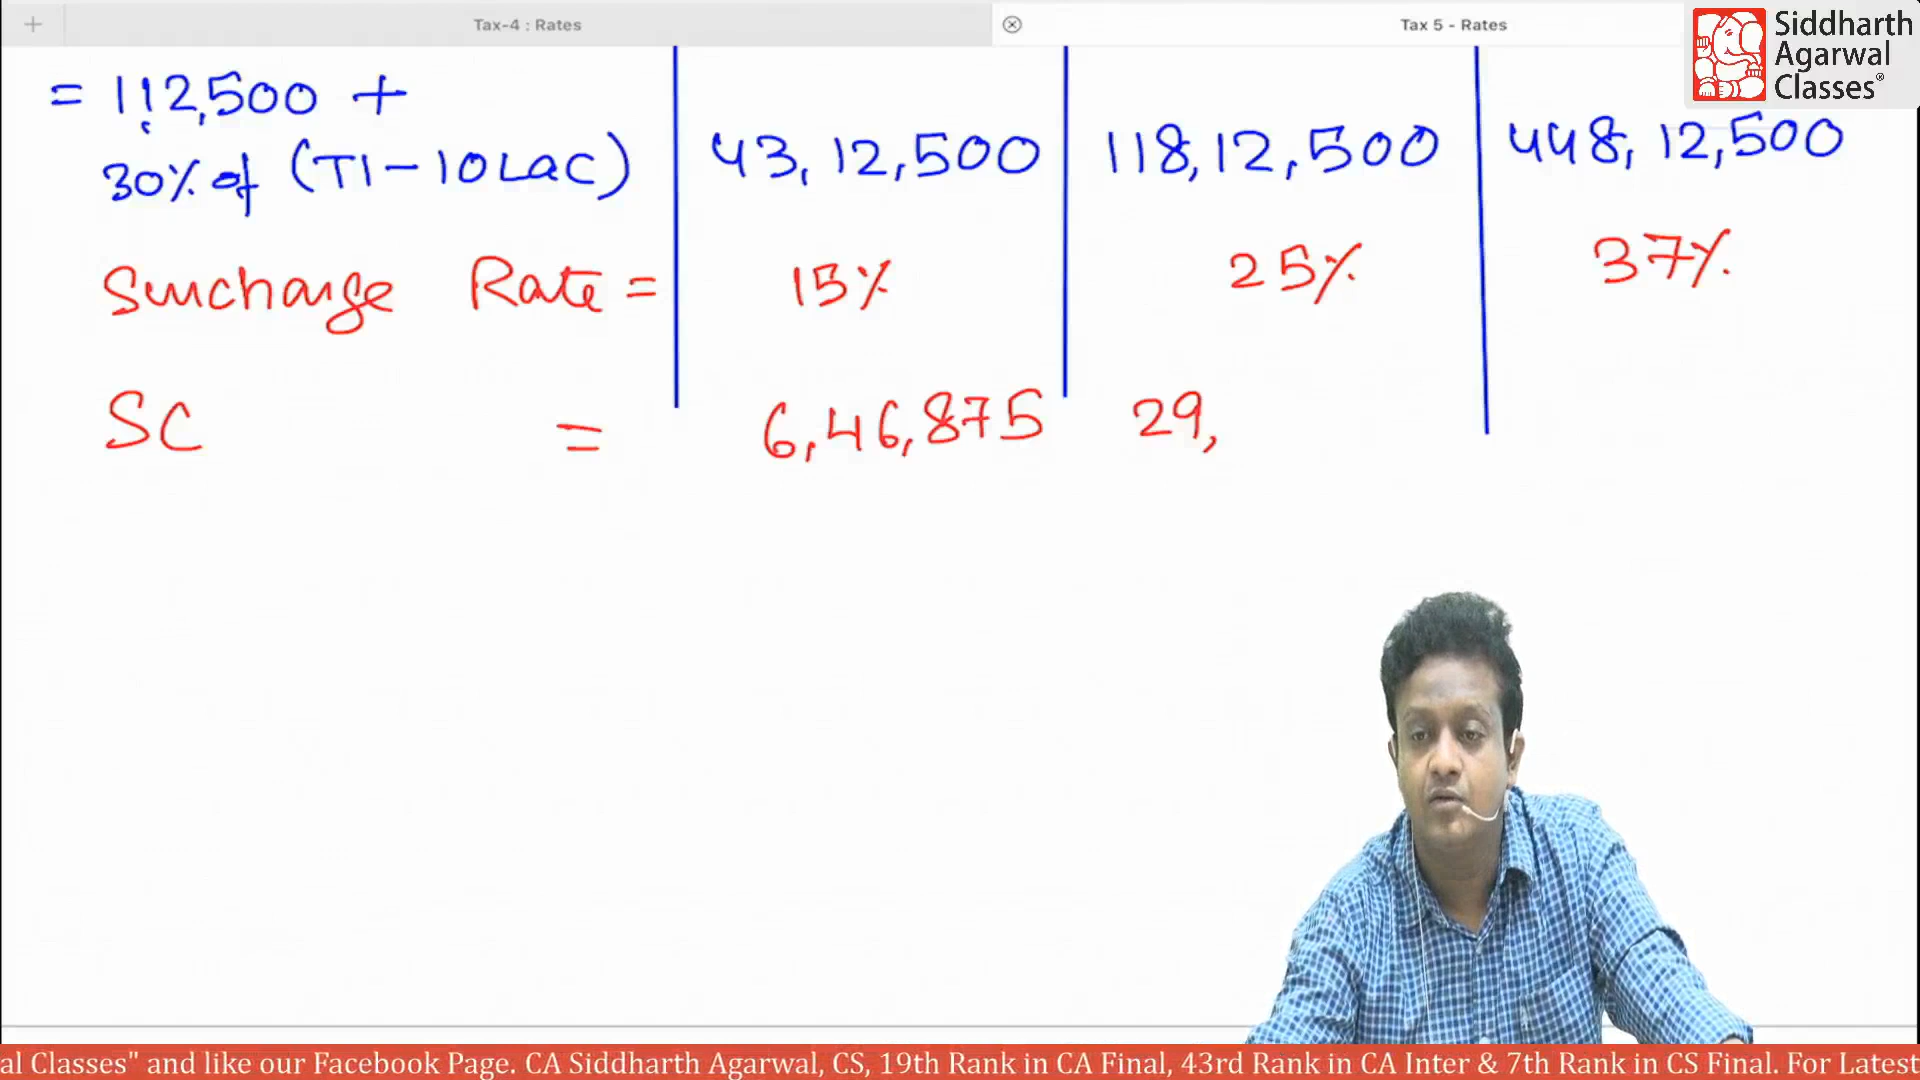 Tax-4 : Rates
Tax 5 - Rates
Siddharth
Agarwal
Classes®
= 112,500 +
30% of (TI - 10 Lac)
43,12,500
118,12,500
448,12,500
Surcharge Rate =
15%
25%
37%
SC =
6,46,875
29,
al Classes" and like our Facebook Page. CA Siddharth Agarwal, CS, 19th Rank in CA Final, 43rd Rank in CA Inter & 7th Rank in CS Final. For Latest